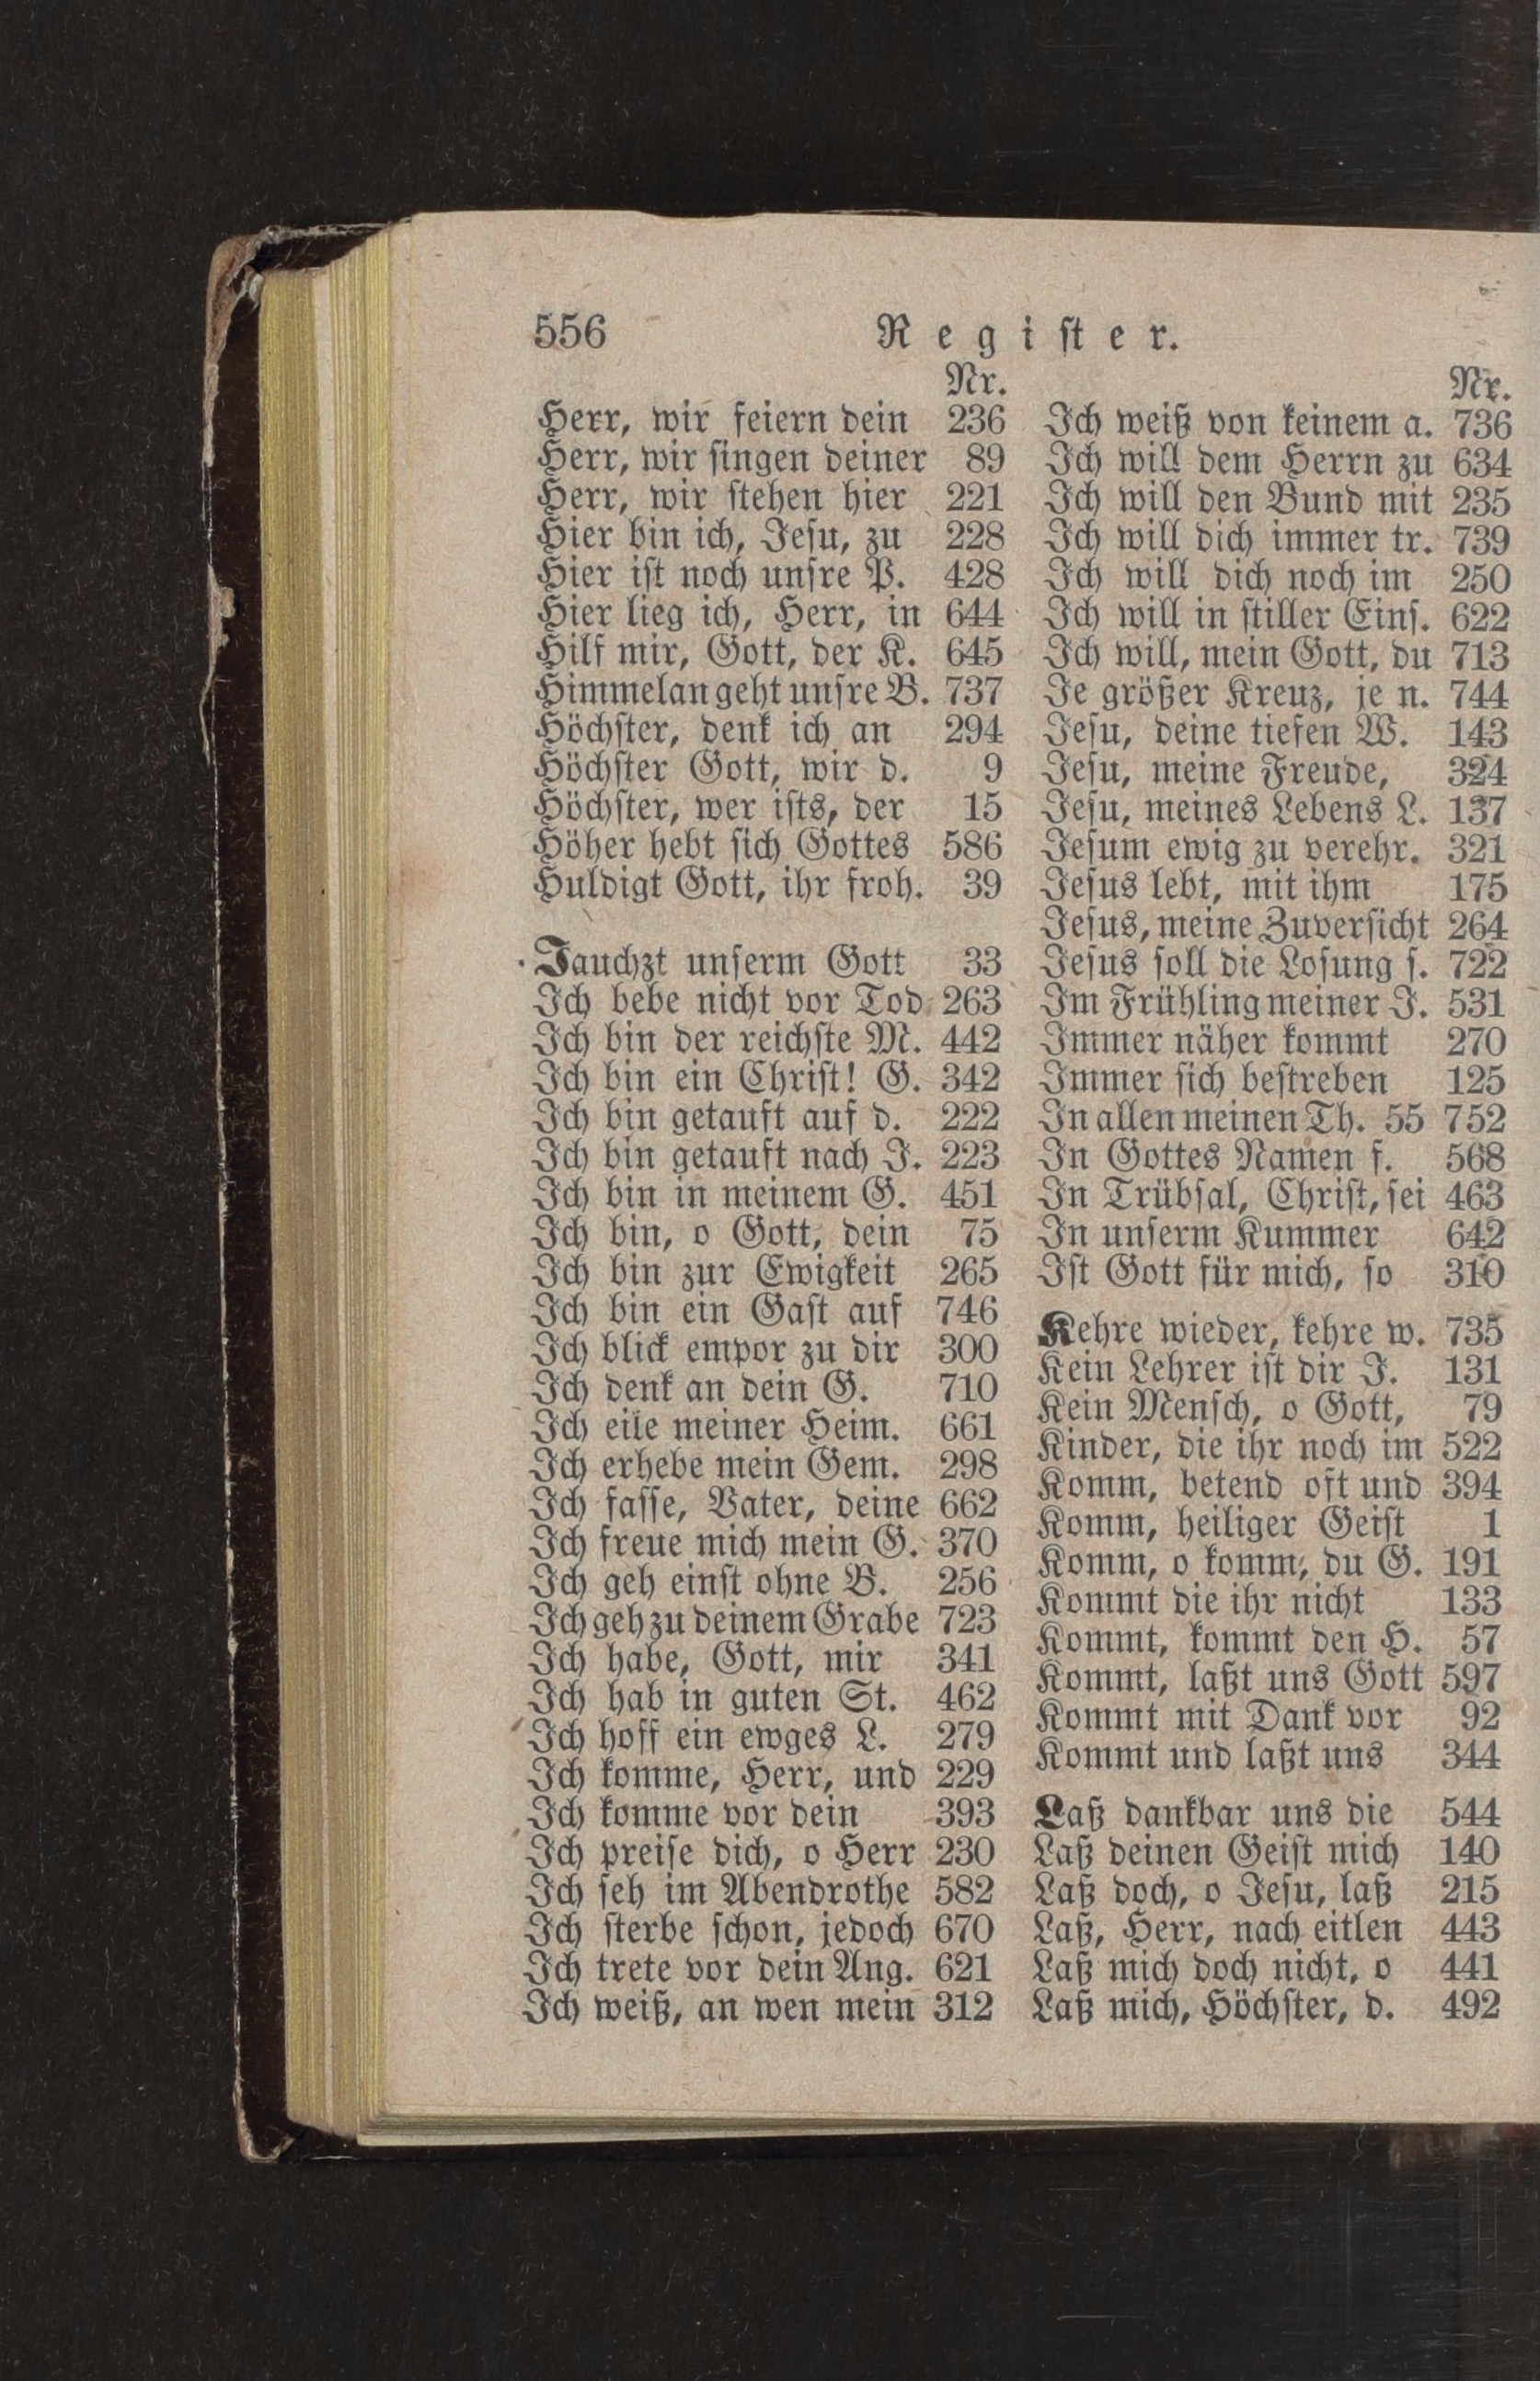 556 Register.
Nr.
Herr, wir feiern dein 236
Herr, wir singen deiner 89
Herr, wir stehen hier 221
Hier bin ich, Jesu, zu 228
Hier ist noch unsre P. 428
Hier lieg ich, Herr, in 644
Hilf mir, Gott, der K. 645
Himmelan geht unsre B. 737
Höchster, denk ich an 294
Höchster Gott, wir d. 9
Höchster, wer ists, der 15
Höher hebt sich Gottes 586
Huldigt Gott, ihr froh. 39
Jauchzt unserm Gott 33
Ich bebe nicht vor Tod 263
Ich bin der reichste M. 442
Ich bin ein Christ! G. 342
Ich bin getauft auf d. 222
Ich bin getauft nach J. 223
Ich bin in meinem G. 451
Ich bin, o Gott, dein 75
Ich bin zur Ewigkeit 265
Ich bin ein Gast auf 746
Ich blick empor zu dir 300
Ich denk an dein G. 710
Ich eile meiner Heim. 661
Ich erhebe mein Gem. 298
Ich fasse, Vater, deine 662
Ich freue mich mein G. 370
Ich geh einst ohne B. 256
Ich geh zu deinem Grabe 723
Ich habe, Gott, mir 341
Ich hab in guten St. 462
Ich hoff ein ewges L. 279
Ich komme, Herr, und 229
Ich komme vor dein 393
Ich preise dich, o Herr 230
Ich seh im Abendrothe 582
Ich sterbe schon, jedoch 670
Ich trete vor dein Ang. 621
Ich weiß, an wen mein 312
Nr.
Ich weiß von keinem a. 736
Ich will dem Herrn zu 634
Ich will den Bund mit 235
Ich will dich immer tr. 739
Ich will dich noch im 250
Ich will in stiller Eins. 622
Ich will, mein Gott, du 713
Je größer Kreuz, je n. 744
Jesu, deine tiefen W. 143
Jesu, meine Freude, 324
Jesu, meines Lebens L. 137
Jesum ewig zu verehr. 321
Jesus lebt, mit ihm 175
Jesus, meine Zuversicht 264
Jesus soll die Losung s. 722
Im Frühling meiner J. 531
Immer näher kommt 270
Immer sich bestreben 125
In allen meinen Th. 55 752
In Gottes Namen f. 568
In Trübsal, Christ, sei 463
In unserm Kummer 642
Ist Gott für mich, so 310
Kehre wieder, kehre w. 735
Kein Lehrer ist dir J. 131
Kein Mensch, o Gott, 79
Kinder, die ihr noch im 522
Komm, betend oft und 394
Komm, heiliger Geist 1
Komm, o komm, du G. 191
Kommt die ihr nicht 133
Kommt, kommt den H. 57
Kommt, laßt uns Gott 597
Kommt mit Dank vor 92
Kommt und laßt uns 344
Laß dankbar uns die 544
Laß deinen Geist mich 140
Laß doch, o Jesu, laß 215
Laß, Herr, nach eitlen 443
Laß mich doch nicht, o 441
Laß mich, Höchster, d. 492